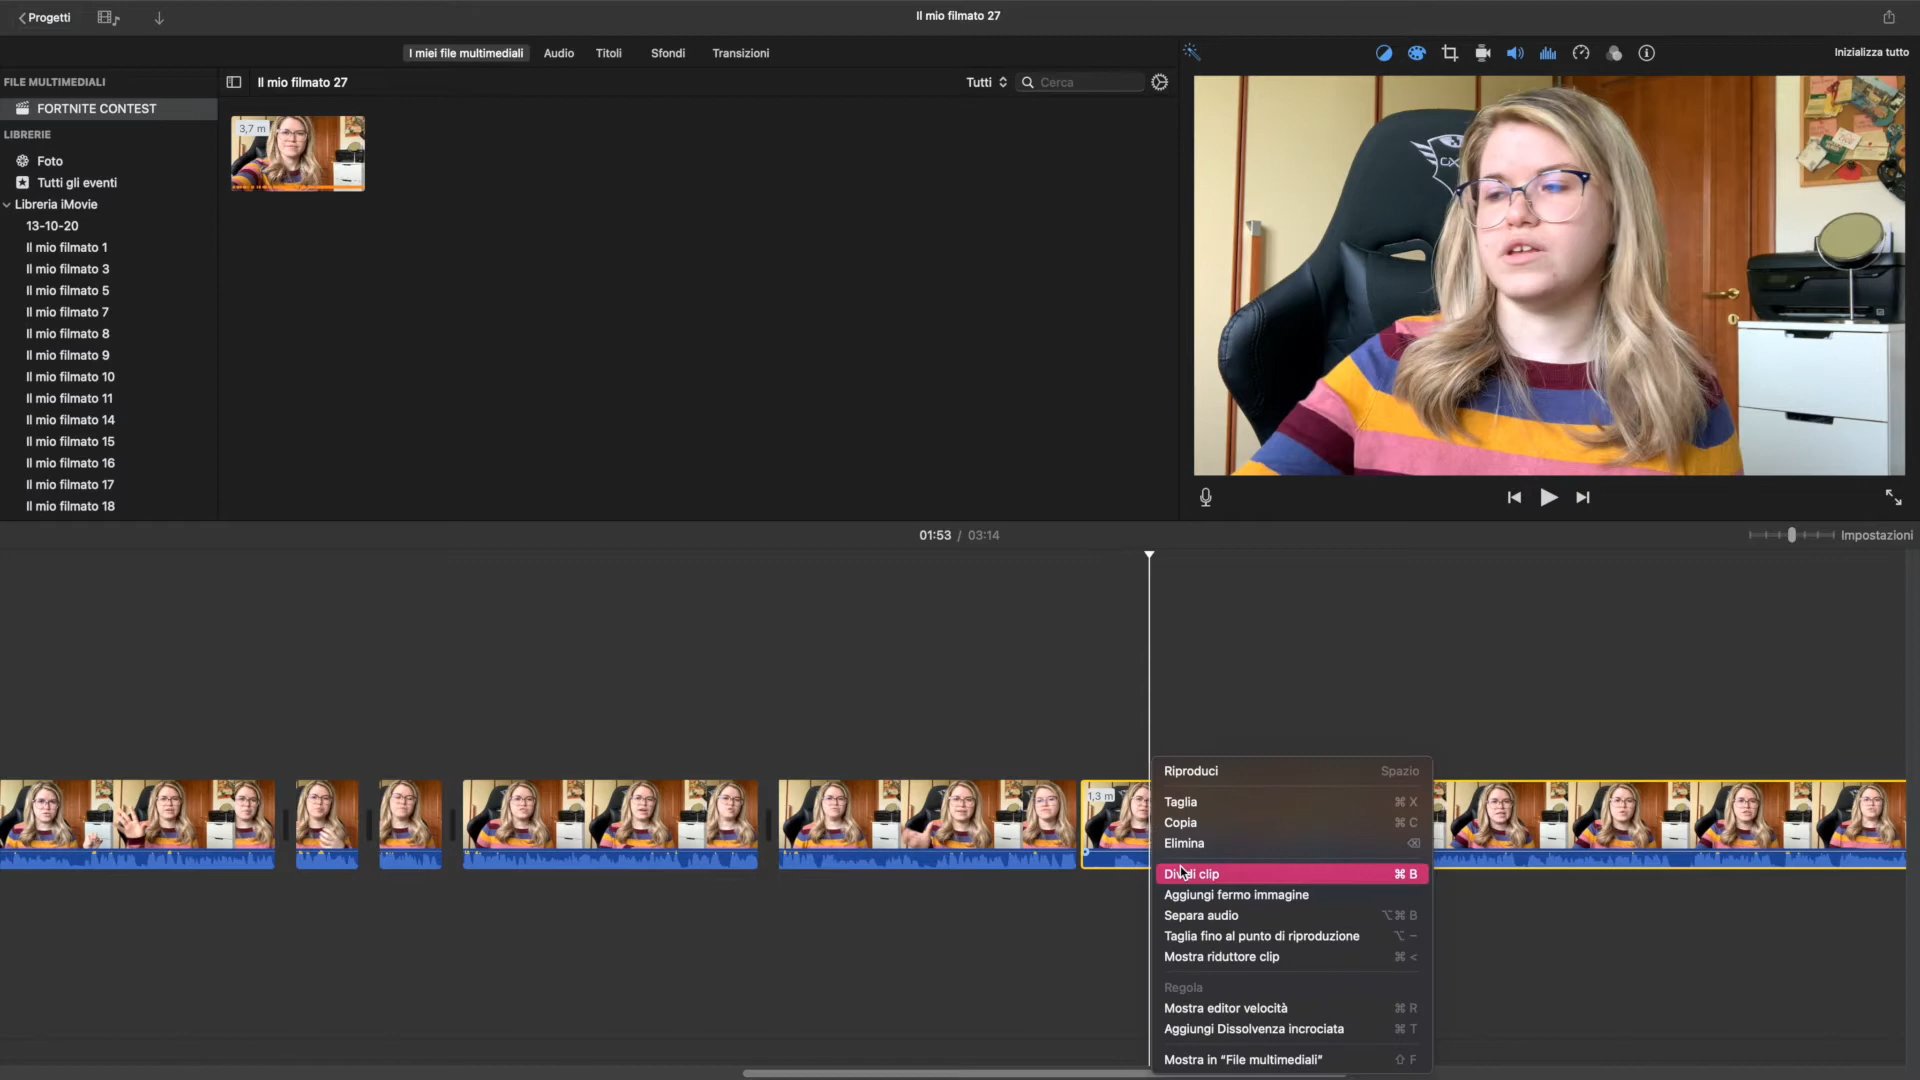 Progetti
Il mio filmato 27
I miei file multimediali
Audio
Titoli
Sfondi
Transizioni
Inizializza tutto
FILE MULTIMEDIALI
Il mio filmato 27
Tutti
Cerca
FORTNITE CONTEST
LIBRERIE
3,7 m
Foto
Tutti gli eventi
Libreria iMovie
13-10-20
Il mio filmato 1
Il mio filmato 3
Il mio filmato 5
Il mio filmato 7
Il mio filmato 8
Il mio filmato 9
Il mio filmato 10
Il mio filmato 11
Il mio filmato 14
Il mio filmato 15
Il mio filmato 16
Il mio filmato 17
Il mio filmato 18
01:53 / 03:14
Impostazioni
1,3 m
Riproduci Spazio
Taglia ⌘ X
Copia ⌘ C
Elimina ⌫
Dividi clip ⌘ B
Aggiungi fermo immagine
Separa audio ⌥⌘ B
Taglia fino al punto di riproduzione ⌥ –
Mostra riduttore clip ⌘ <
Regola
Mostra editor velocità ⌘ R
Aggiungi Dissolvenza incrociata ⌘ T
Mostra in “File multimediali” ⇧ F